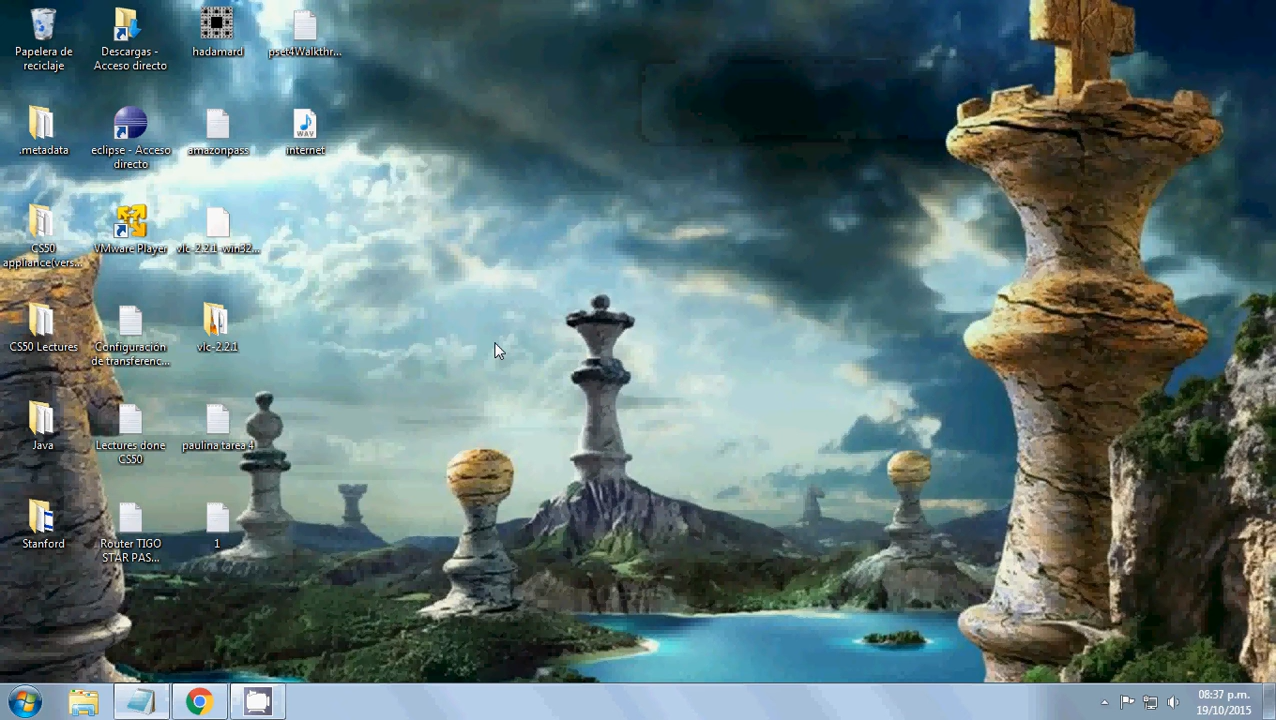 Papelera de
reciclaje
Descargas -
Acceso directo
hadamard
pset4Walkthr...
.metadata
eclipse - Acceso
directo
amazonpass
WAV
internet
CS50
appliance(vers...
VMware Player
vlc-2.2.1-win32...
CS50 Lectures
Configuración
de transferenc...
vlc-2.2.1
Java
Lectures done
CS50
paulina tarea 4
Stanford
Router TIGO
STAR PAS...
1
08:37 p.m.
19/10/2015